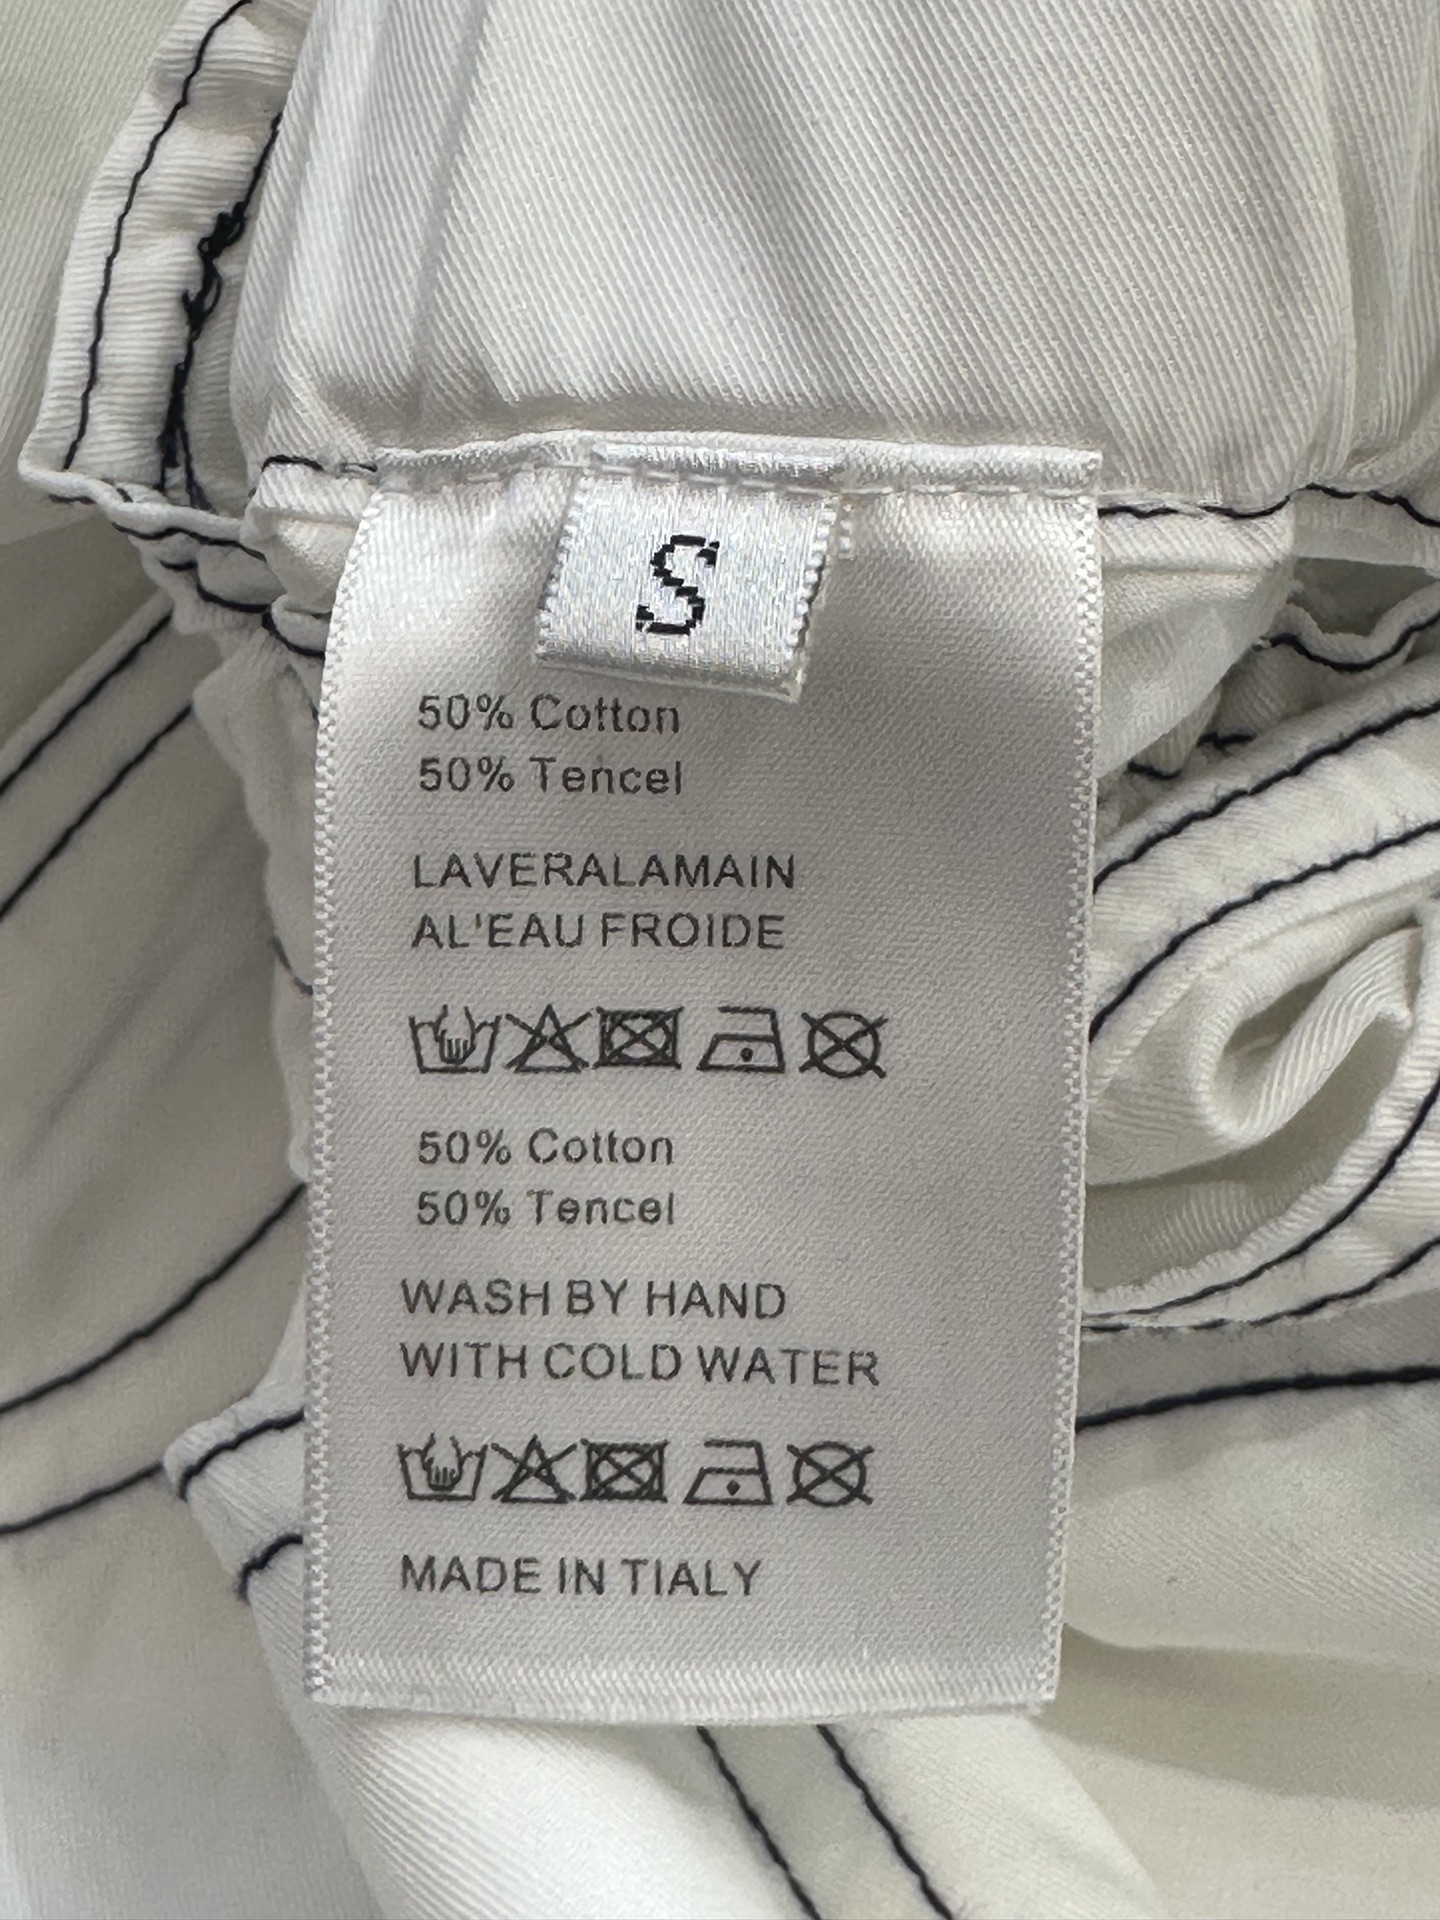 S
50% Cotton
50% Tencel
LAVERALAMAIN
AL'EAU FROIDE
50% Cotton
50% Tencel
WASH BY HAND
WITH COLD WATER
MADE IN TIALY